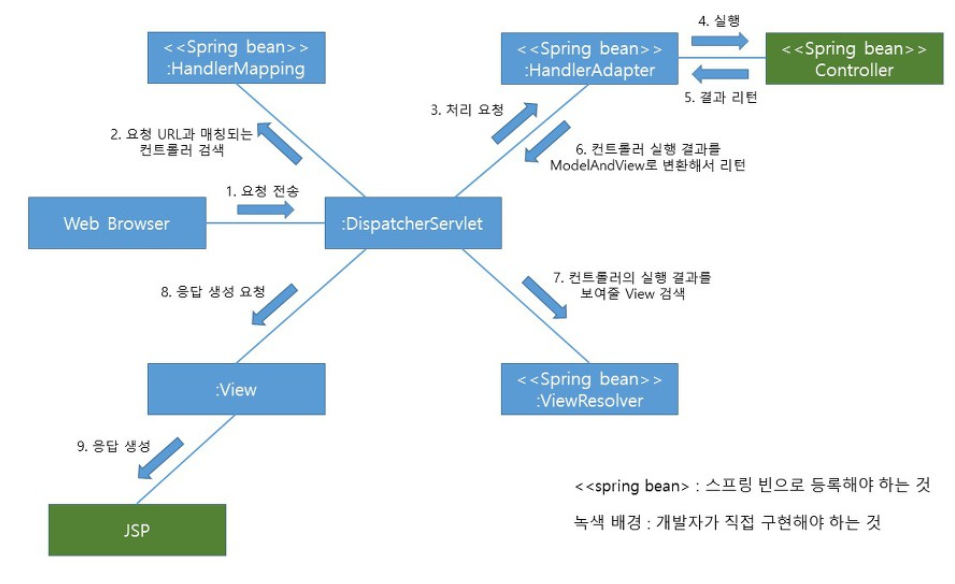 <<Spring bean>>
:HandlerMapping
<<Spring bean>>
:HandlerAdapter
4. 실행
<<Spring bean>>
Controller
5. 결과 리턴
3. 처리 요청
2. 요청 URL과 매칭되는
컨트롤러 검색
6. 컨트롤러 실행 결과를
ModelAndView로 변환해서 리턴
1. 요청 전송
Web Browser
:DispatcherServlet
7. 컨트롤러의 실행 결과를
보여줄 View 검색
8. 응답 생성 요청
:View
<<Spring bean>>
:ViewResolver
9. 응답 생성
JSP
<<spring bean> : 스프링 빈으로 등록해야 하는 것
녹색 배경 : 개발자가 직접 구현해야 하는 것